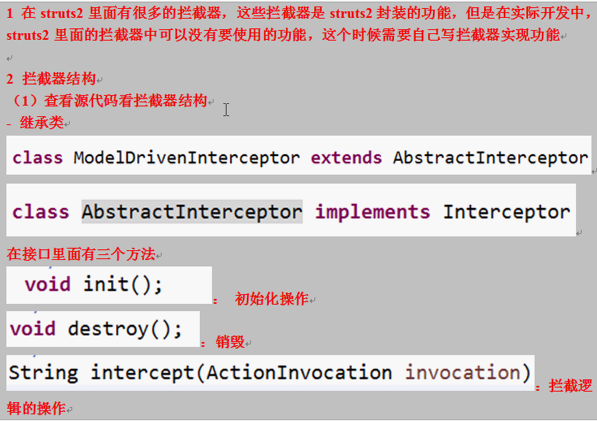 1 在 struts2 里面有很多的拦截器，这些拦截器是 struts2 封装的功能，但是在实际开发中，
struts2 里面的拦截器中可以没有要使用的功能，这个时候需要自己写拦截器实现功能
2 拦截器结构
（1）查看源代码看拦截器结构
- 继承类
class ModelDrivenInterceptor extends AbstractInterceptor
class AbstractInterceptor implements Interceptor
在接口里面有三个方法
void init();： 初始化操作
void destroy();：销毁
String intercept(ActionInvocation invocation)：拦截逻
辑的操作